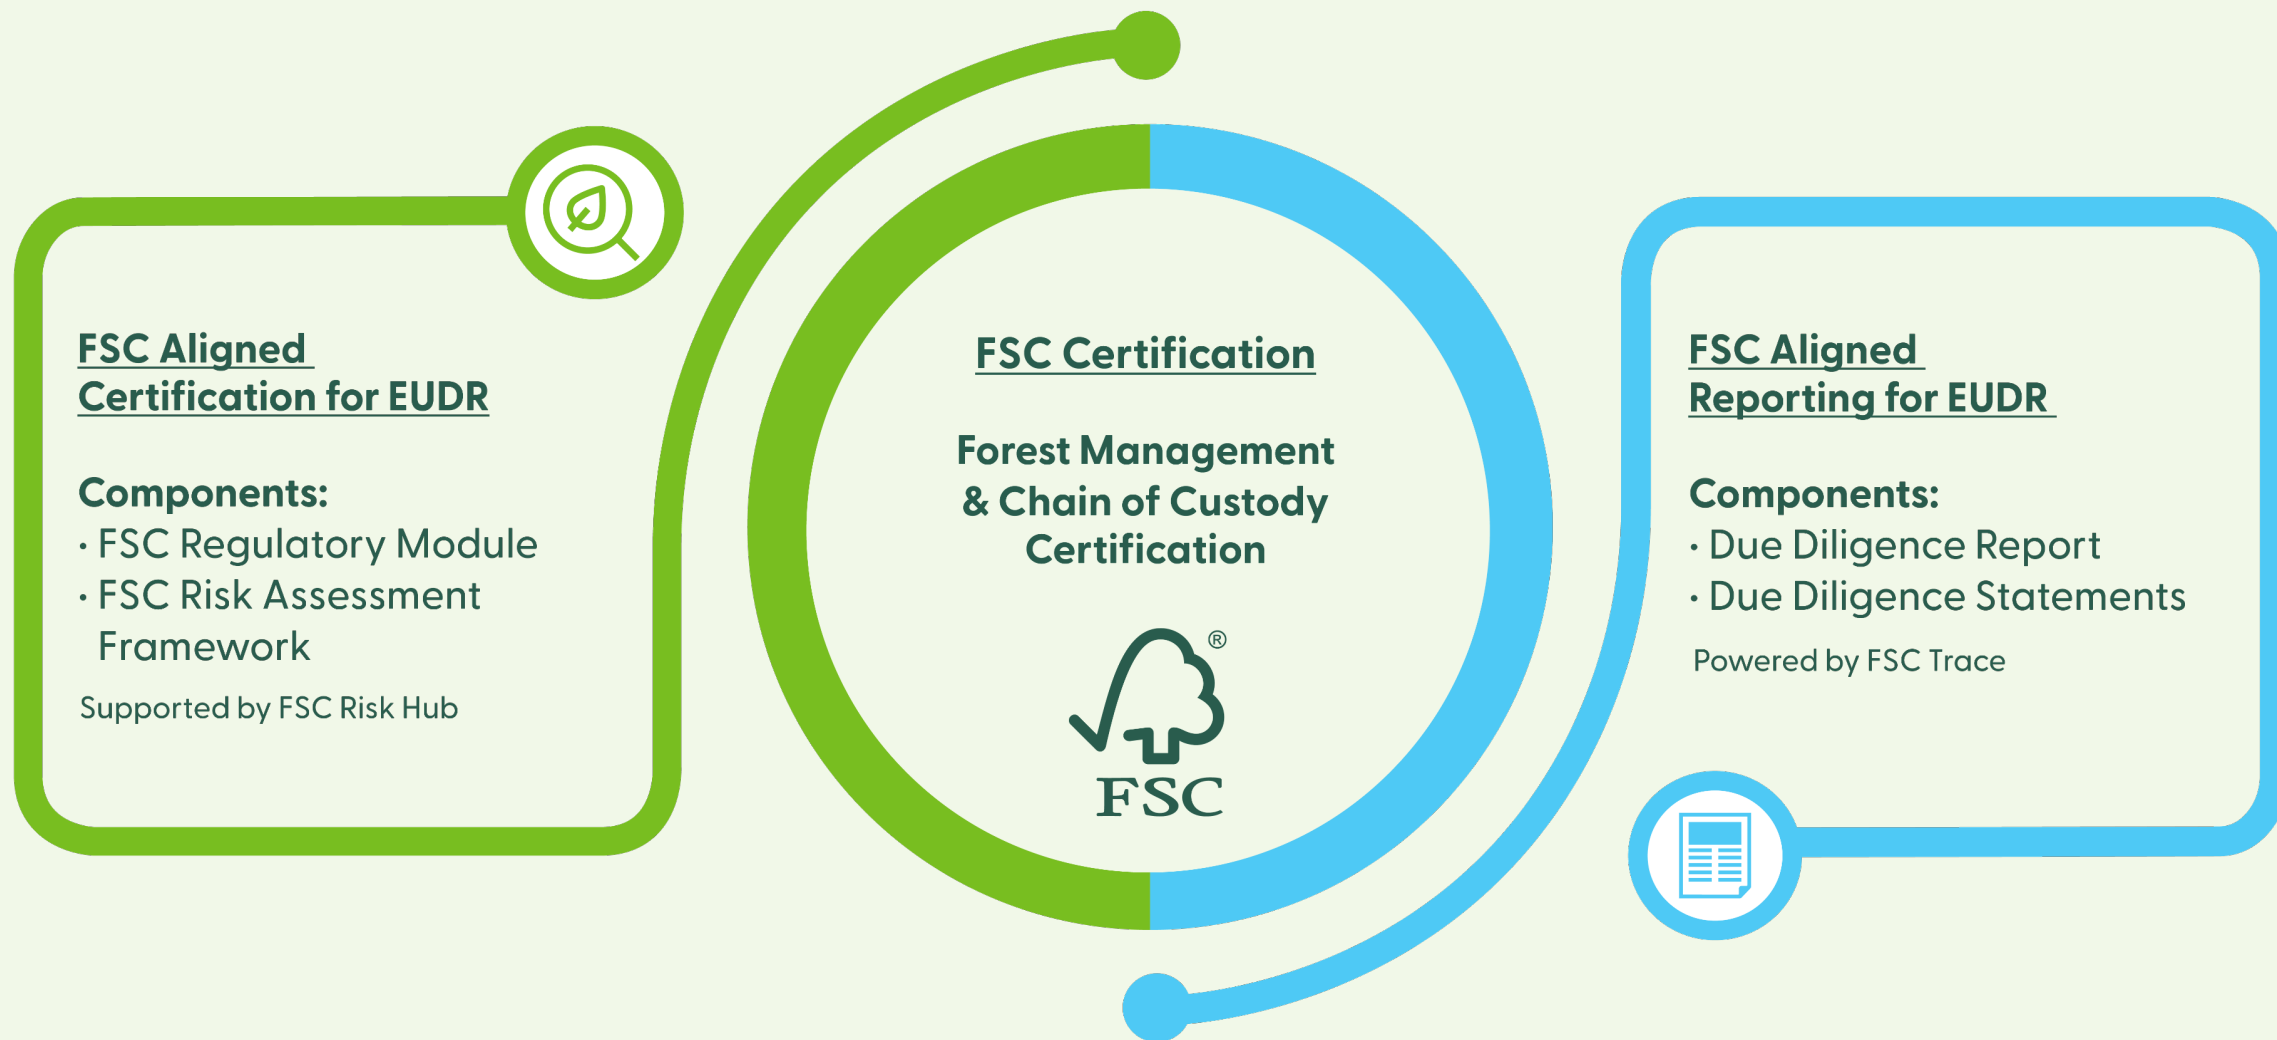 FSC Aligned
Certification for EUDR
Components:
· FSC Regulatory Module
· FSC Risk Assessment
Framework
Supported by FSC Risk Hub
FSC Certification
Forest Management
& Chain of Custody
Certification
®
FSC
FSC Aligned
Reporting for EUDR
Components:
· Due Diligence Report
· Due Diligence Statements
Powered by FSC Trace